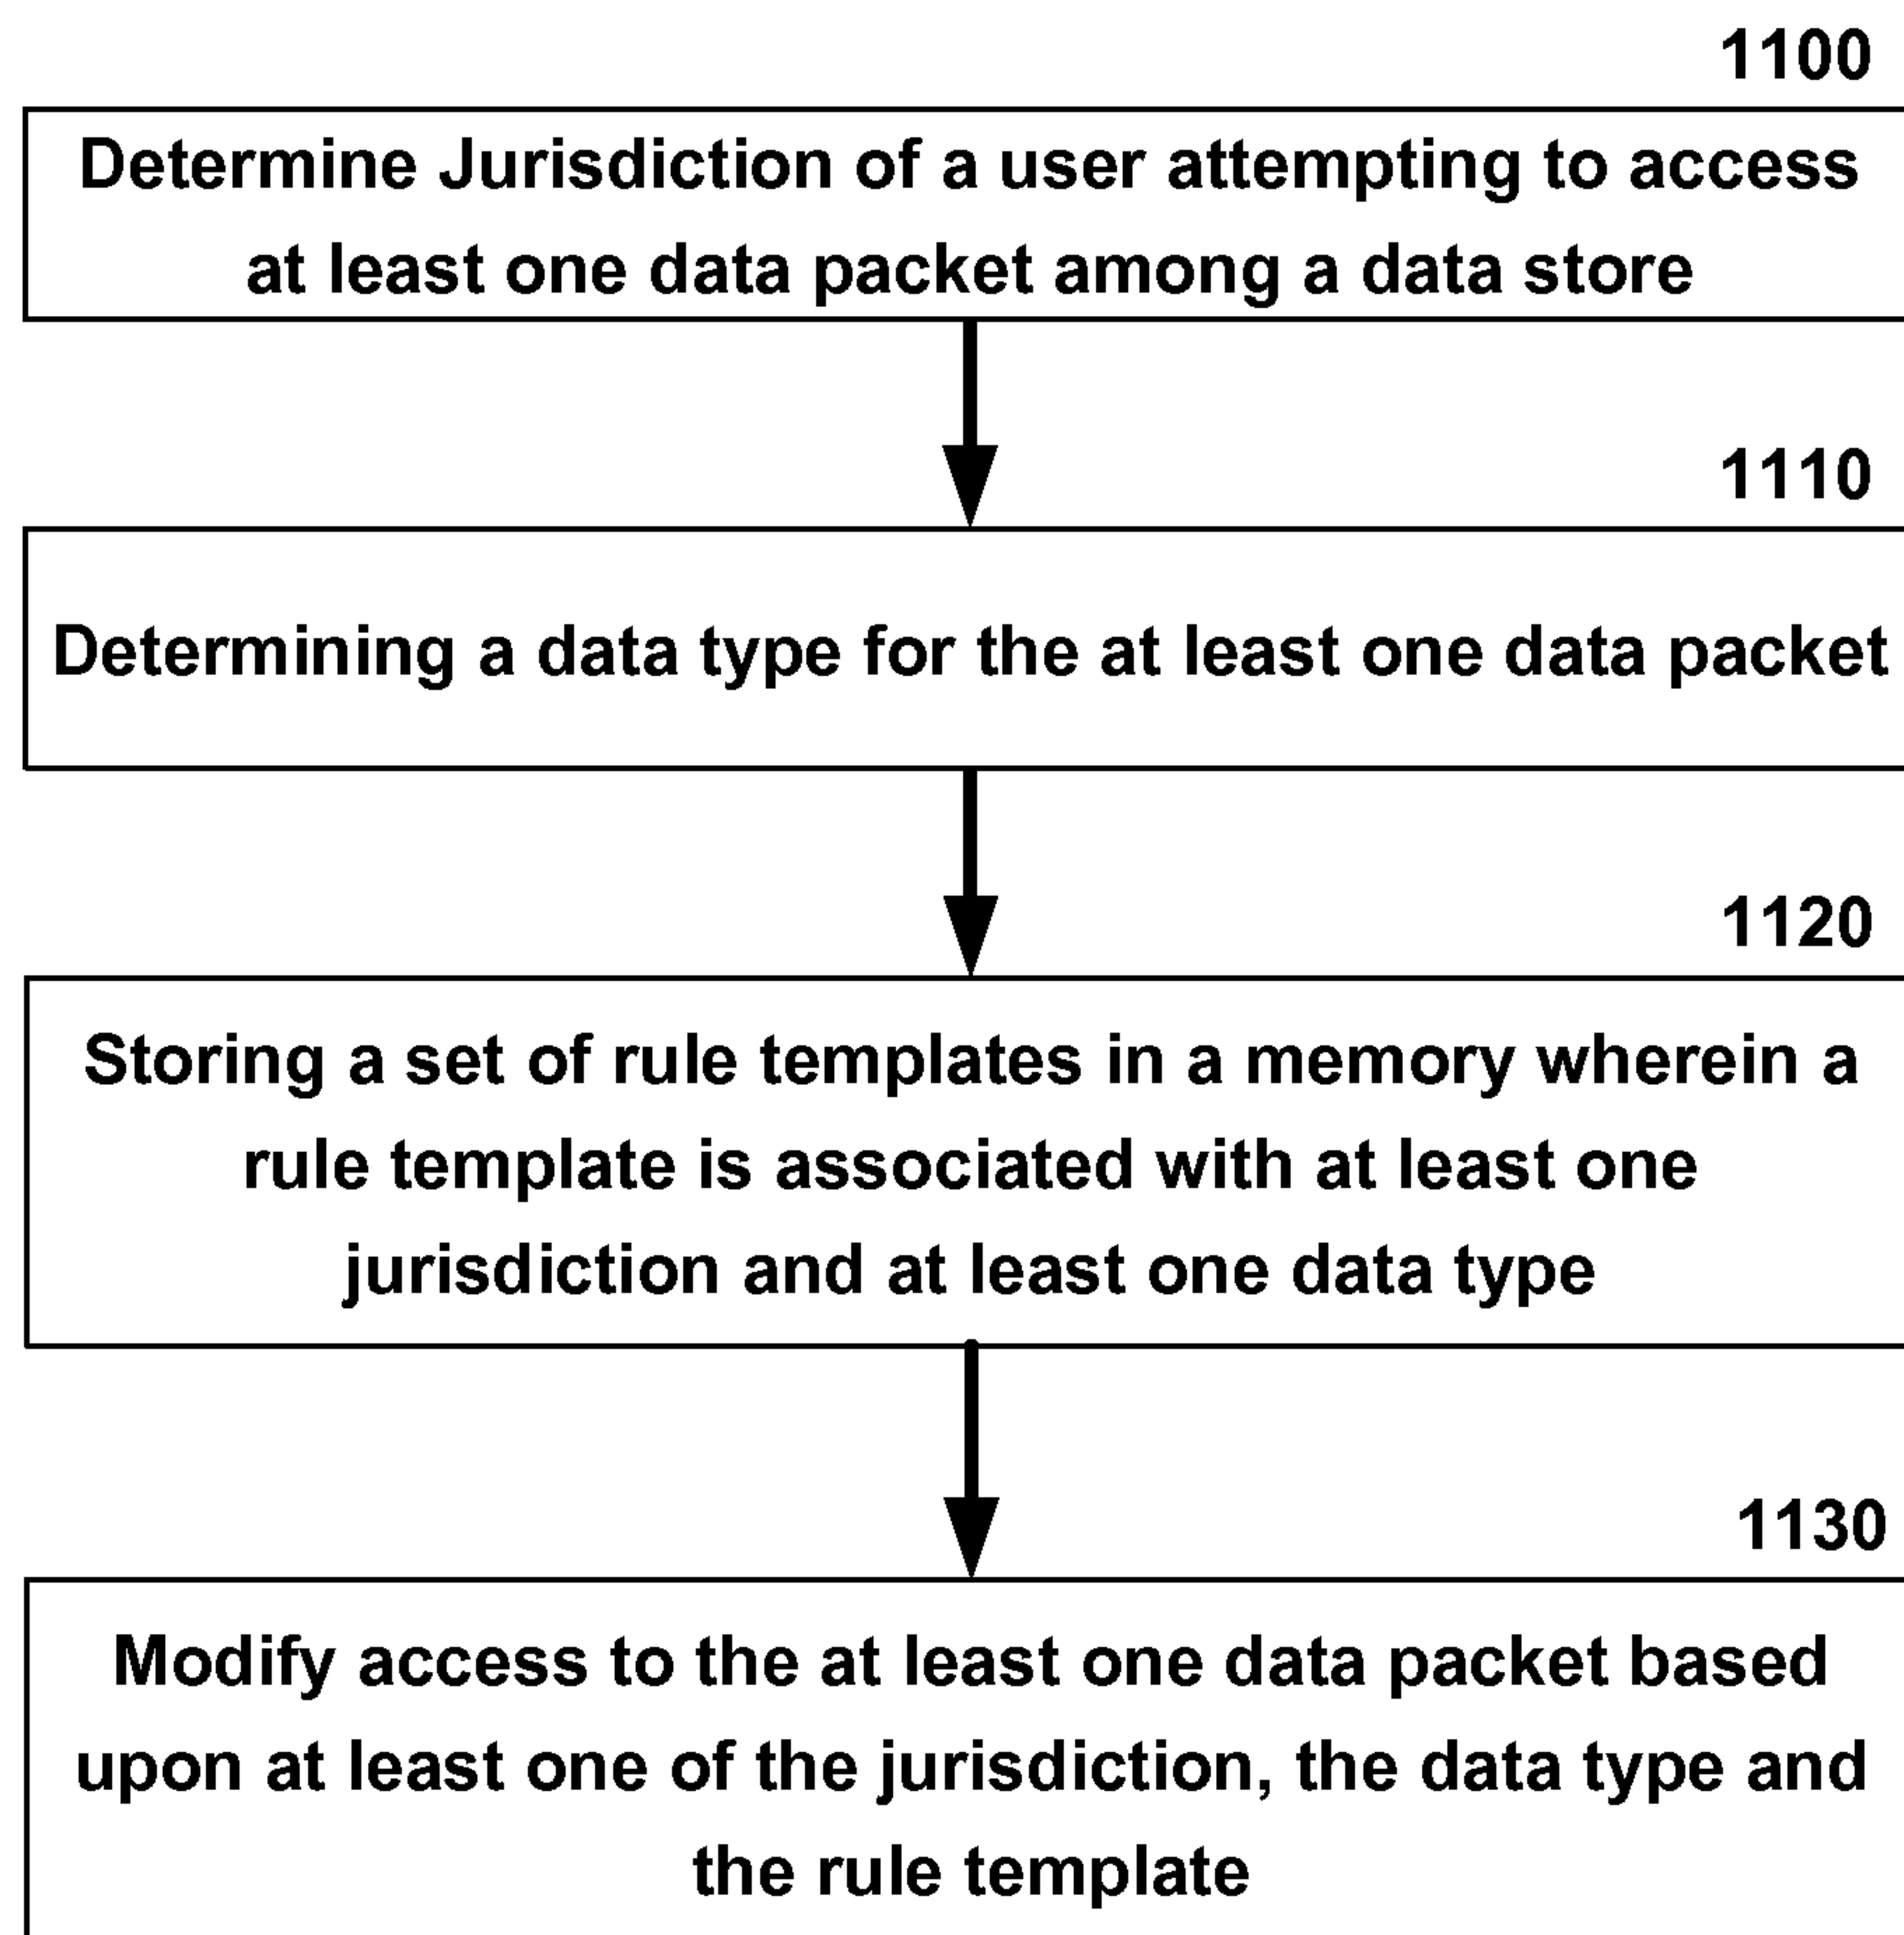 1100
Determine Jurisdiction of a user attempting to access
at least one data packet among a data store
1110
Determining a data type for the at least one data packet
1120
Storing a set of rule templates in a memory wherein a
rule template is associated with at least one
jurisdiction and at least one data type
1130
Modify access to the at least one data packet based
upon at least one of the jurisdiction, the data type and
the rule template